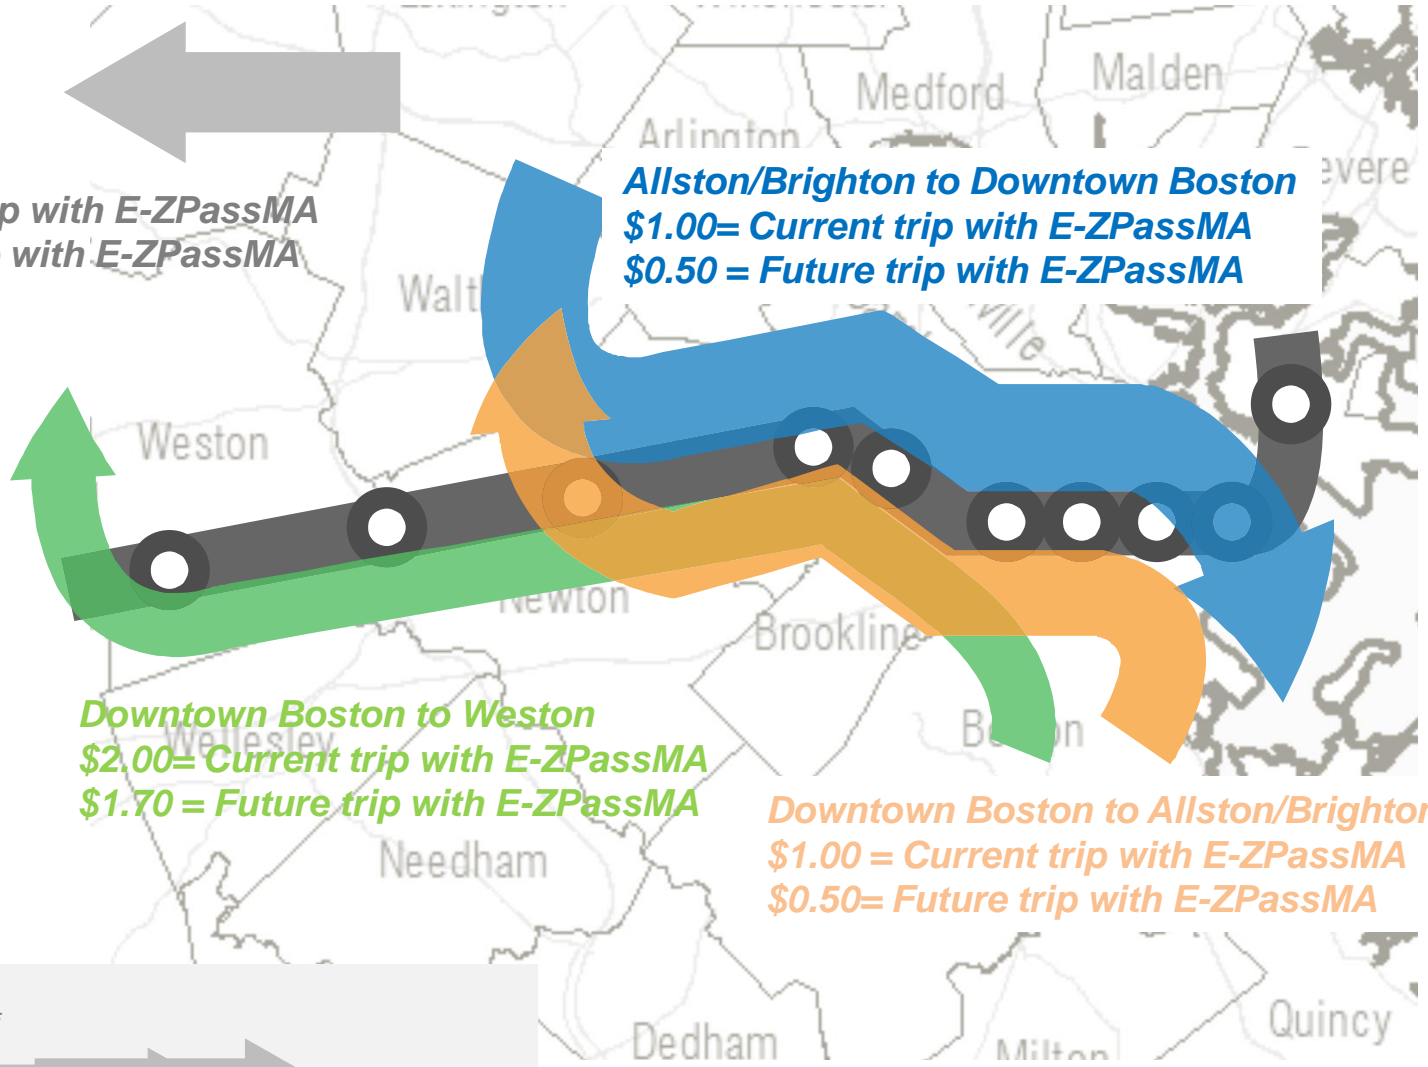 Medford
Malden
Arlington
Allston/Brighton to Downtown Boston
$1.00= Current trip with E-ZPassMA
$0.50 = Future trip with E-ZPassMA
with E-ZPassMA
with E-ZPassMA
Weston
Newton
Brookline
Downtown Boston to Weston
$2.00= Current trip with E-ZPassMA
$1.70 = Future trip with E-ZPassMA
Wellesley
Downtown Boston to Allston/Brighton
$1.00 = Current trip with E-ZPassMA
$0.50= Future trip with E-ZPassMA
Needham
Dedham
Milton
Quincy